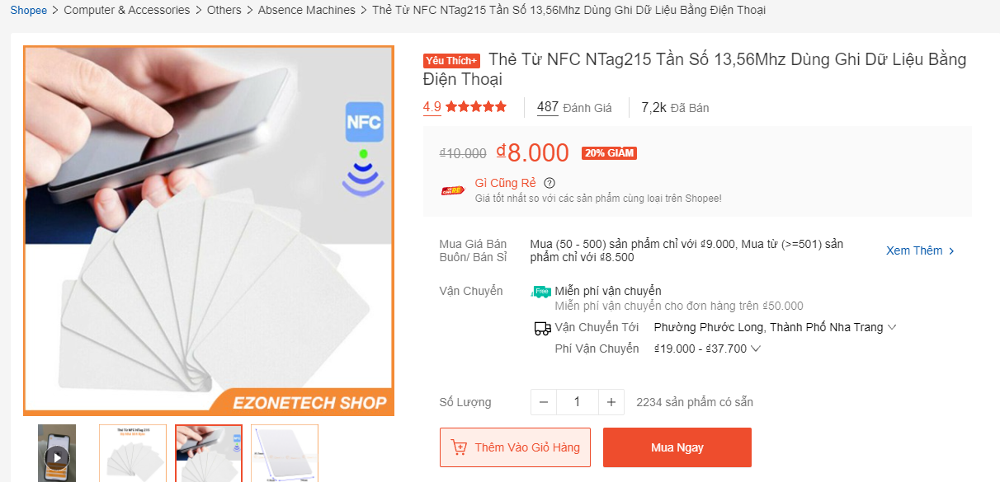 Shopee > Computer & Accessories > Others > Absence Machines > Thẻ Từ NFC NTag215 Tần Số 13,56Mhz Dùng Ghi Dữ Liệu Bằng Điện Thoại
NFC
EZONETECH SHOP
Thẻ Từ NFC NTag 215
Yêu Thích+ Thẻ Từ NFC NTag215 Tần Số 13,56Mhz Dùng Ghi Dữ Liệu Bằng
Điện Thoại
4.9 487 Đánh Giá 7,2k Đã Bán
₫10.000 ₫8.000 20% GIẢM
Gì Cũng Rẻ ?
Giá tốt nhất so với các sản phẩm cùng loại trên Shopee!
Mua Giá Bán Buôn/ Bán Sỉ
Mua (50 - 500) sản phẩm chỉ với ₫9.000, Mua từ (>=501) sản
phẩm chỉ với ₫8.500
Xem Thêm
Vận Chuyển
Free Miễn phí vận chuyển
Miễn phí vận chuyển cho đơn hàng trên ₫50.000
Vận Chuyển Tới Phường Phước Long, Thành Phố Nha Trang
Phí Vận Chuyển ₫19.000 - ₫37.700
Số Lượng − 1 + 2234 sản phẩm có sẵn
Thêm Vào Giỏ Hàng Mua Ngay